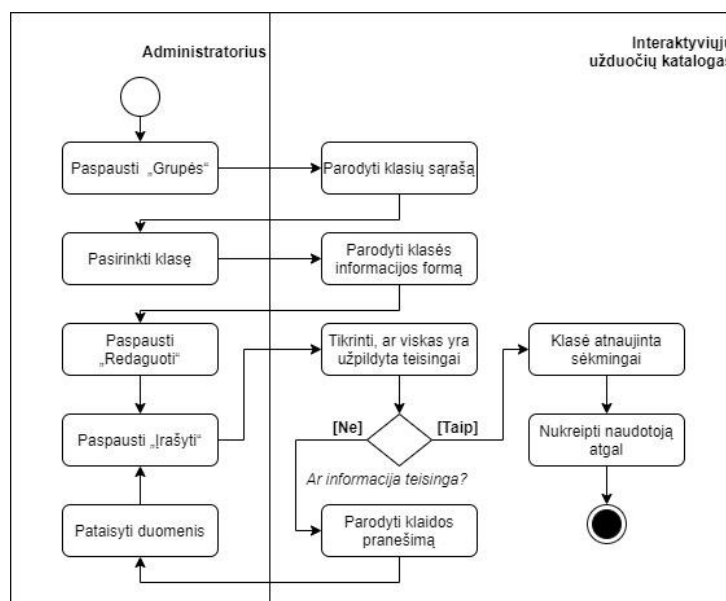 Administratorius
Interaktyviųjų
užduočių katalogas
Paspausti „Grupės“
Parodyti klasių sąrašą
Pasirinkti klasę
Parodyti klasės
informacijos formą
Paspausti
„Redaguoti“
Tikrinti, ar viskas yra
užpildyta teisingai
Klasė atnaujinta
sėkmingai
Paspausti „Įrašyti“
[Ne]
[Taip]
Nukreipti naudotoją
atgal
Ar informacija teisinga?
Pataisyti duomenis
Parodyti klaidos
pranešimą